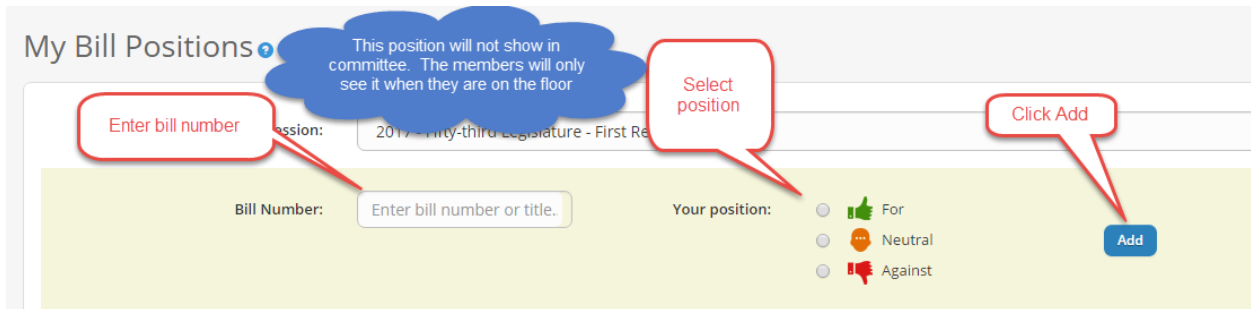 My Bill Positions
This position will not show in
committee. The members will only
see it when they are on the floor
Select
position
Enter bill number
ession:
2017 - Fifty-third Legislature - First Re
Click Add
Bill Number:
Enter bill number or title..
Your position:
For
Neutral
Against
Add